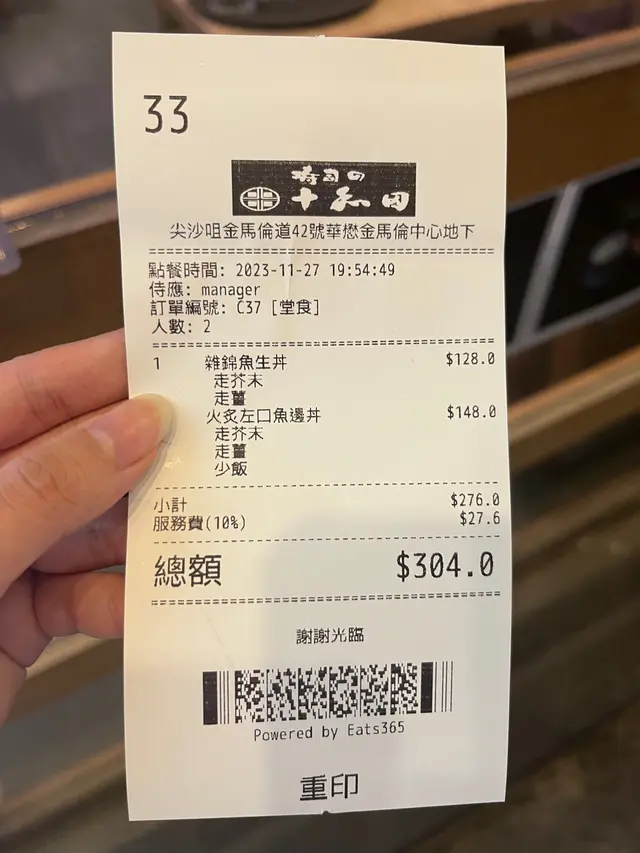 33
寿司の
十和田
尖沙咀金馬倫道42號華懋金馬倫中心地下
點餐時間: 2023-11-27 19:54:49
侍應: manager
訂單編號: C37 [堂食]
人數: 2
1 雜錦魚生丼 $128.0
走芥末
走薑
火炙左口魚邊丼 $148.0
走芥末
走薑
少飯
小計 $276.0
服務費(10%) $27.6
總額 $304.0
謝謝光臨
Powered by Eats365
重印